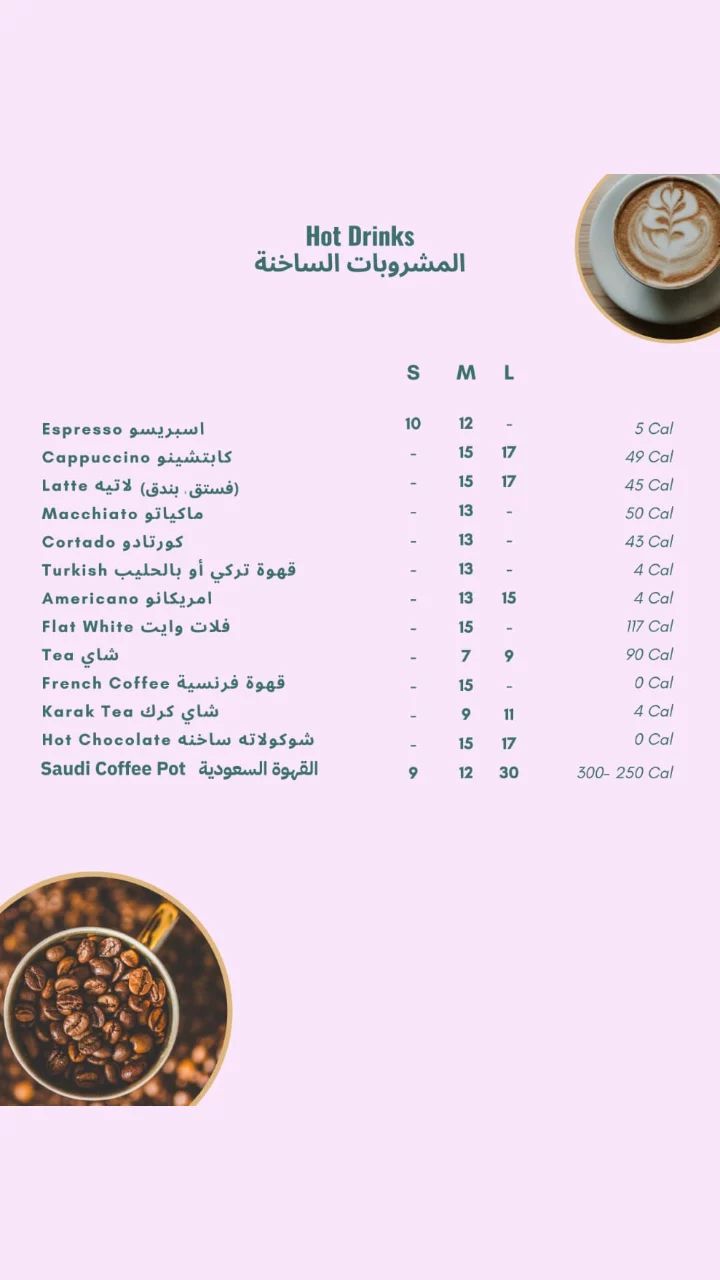 Hot Drinks
المشروبات الساخنة
S M L
Espresso اسبريسو 10 12 - 5 Cal
Cappuccino كابتشينو - 15 17 49 Cal
Latte لاتيه (فستق، بندق) - 15 17 45 Cal
Macchiato ماكياتو - 13 - 50 Cal
Cortado كورتادو - 13 - 43 Cal
Turkish قهوة تركي أو بالحليب - 13 - 4 Cal
Americano امريكانو - 13 15 4 Cal
Flat White فلات وايت - 15 - 117 Cal
Tea شاي - 7 9 90 Cal
French Coffee قهوة فرنسية - 15 - 0 Cal
Karak Tea شاي كرك - 9 11 4 Cal
Hot Chocolate شوكولاته ساخنه - 15 17 0 Cal
Saudi Coffee Pot القهوة السعودية 9 12 30 300- 250 Cal